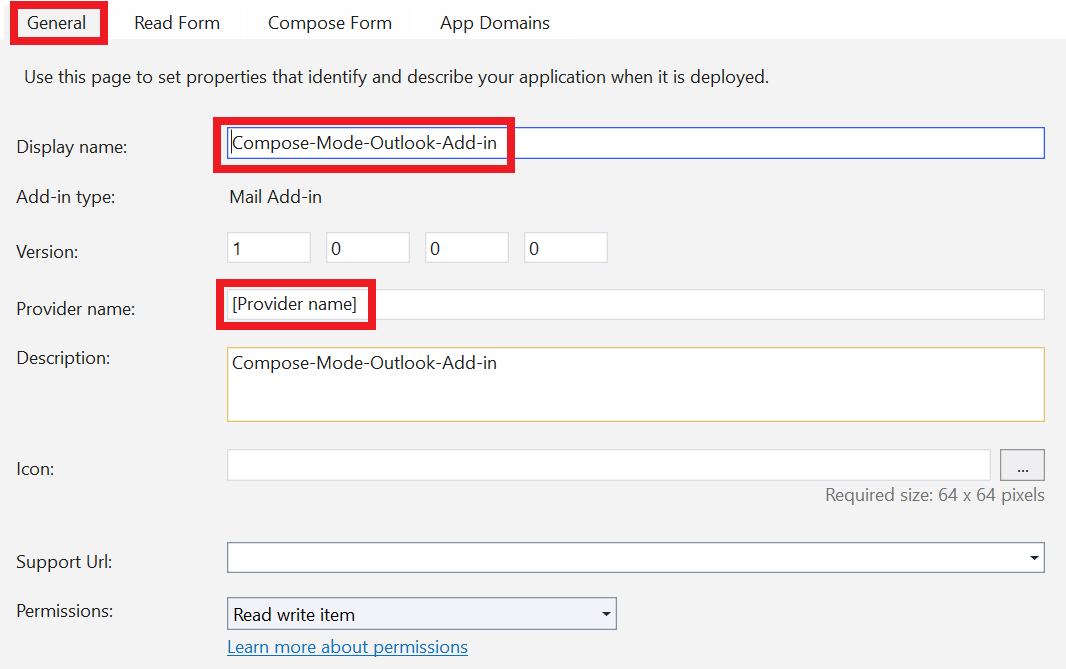 General Read Form Compose Form App Domains
Use this page to set properties that identify and describe your application when it is deployed.
Display name: Compose-Mode-Outlook-Add-in
Add-in type: Mail Add-in
Version: 1 0 0 0
Provider name: [Provider name]
Description: Compose-Mode-Outlook-Add-in
Icon: ...
Required size: 64 x 64 pixels
Support Url:
Permissions: Read write item
Learn more about permissions